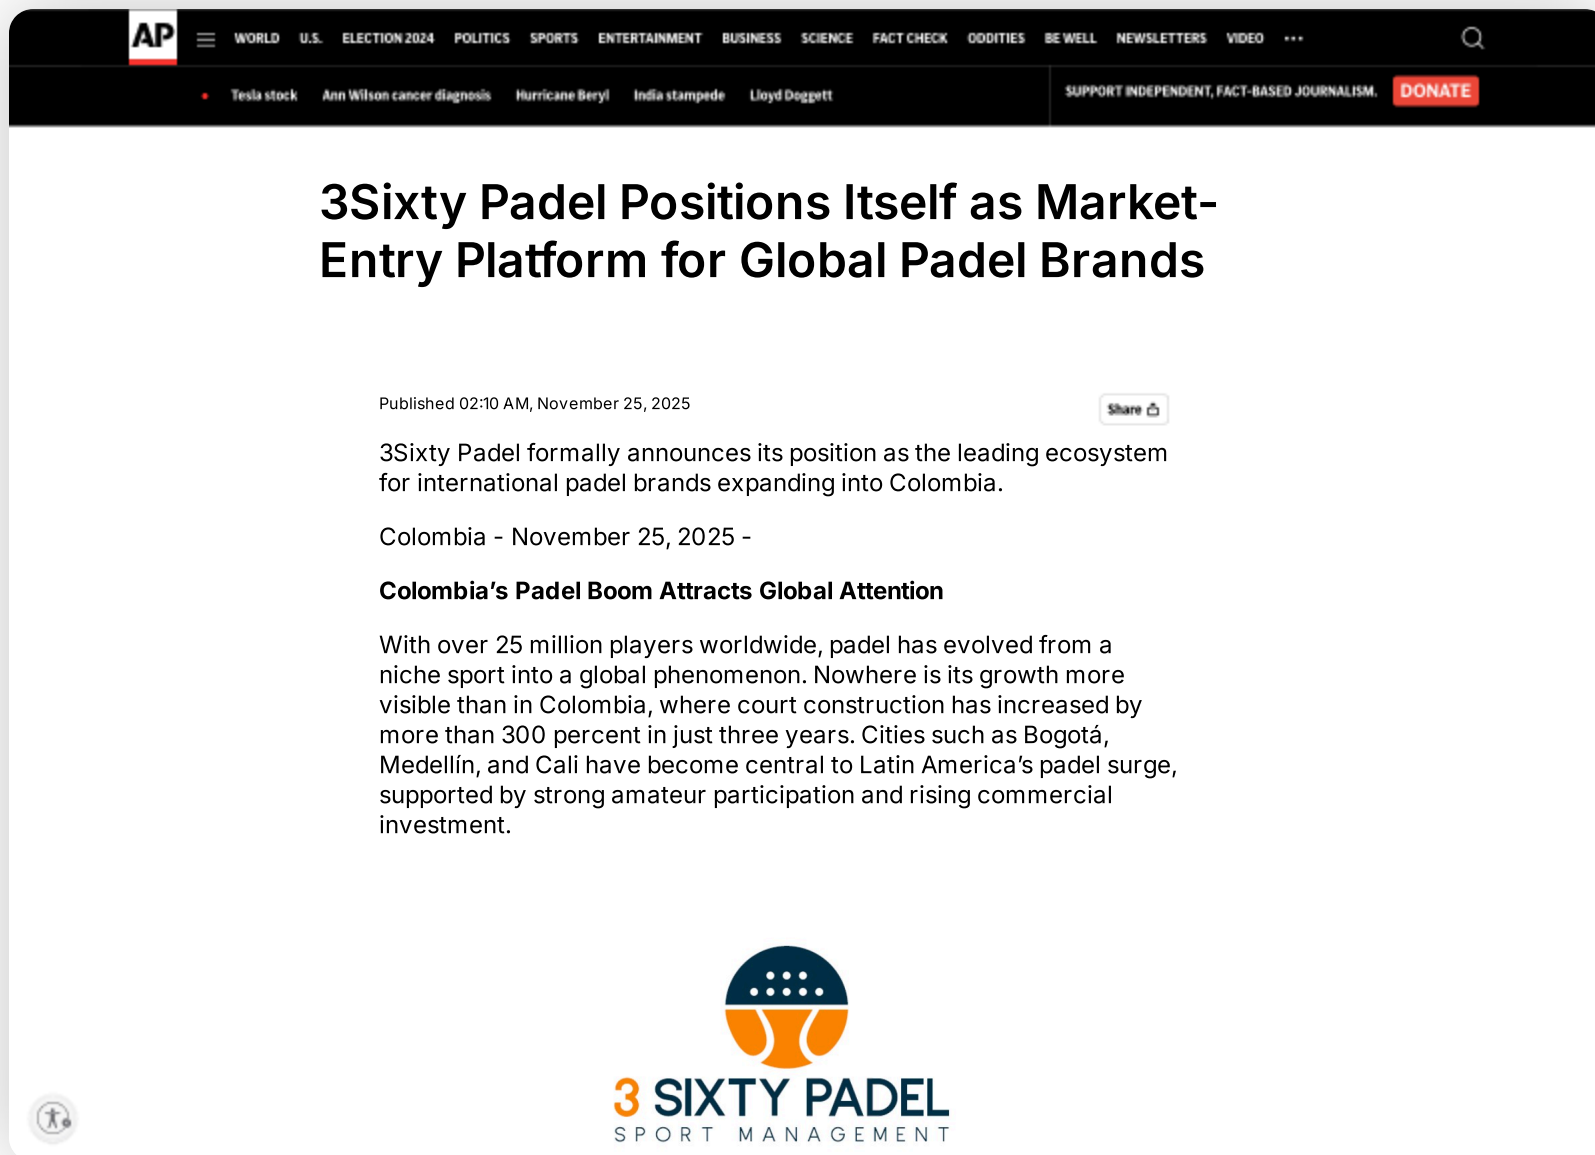 AP WORLD U.S. ELECTION 2024 POLITICS SPORTS ENTERTAINMENT BUSINESS SCIENCE FACT CHECK ODDITIES BE WELL NEWSLETTERS VIDEO
Tesla stock Ann Wilson cancer diagnosis Hurricane Beryl India stampede Lloyd Doggett SUPPORT INDEPENDENT, FACT-BASED JOURNALISM. DONATE
3Sixty Padel Positions Itself as Market-
Entry Platform for Global Padel Brands
Published 02:10 AM, November 25, 2025 Share
3Sixty Padel formally announces its position as the leading ecosystem
for international padel brands expanding into Colombia.
Colombia - November 25, 2025 -
Colombia’s Padel Boom Attracts Global Attention
With over 25 million players worldwide, padel has evolved from a
niche sport into a global phenomenon. Nowhere is its growth more
visible than in Colombia, where court construction has increased by
more than 300 percent in just three years. Cities such as Bogotá,
Medellín, and Cali have become central to Latin America’s padel surge,
supported by strong amateur participation and rising commercial
investment.
3 SIXTY PADEL
SPORT MANAGEMENT